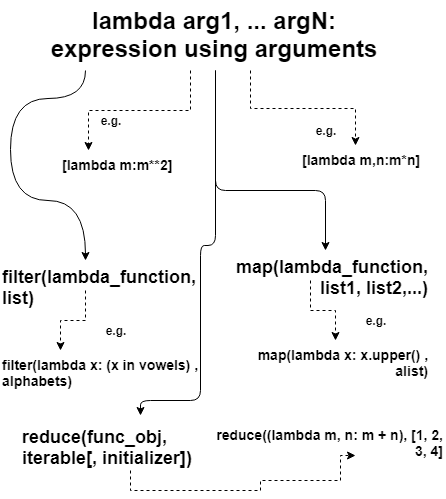 lambda arg1, ... argN:
expression using arguments
e.g.
e.g.
[lambda m:m**2]
[lambda m,n:m*n]
filter(lambda_function,
list)
map(lambda_function,
list1, list2,...)
e.g.
e.g.
filter(lambda x: (x in vowels) ,
alphabets)
map(lambda x: x.upper() ,
alist)
reduce(func_obj,
iterable[, initializer])
reduce((lambda m, n: m + n), [1, 2,
3, 4]